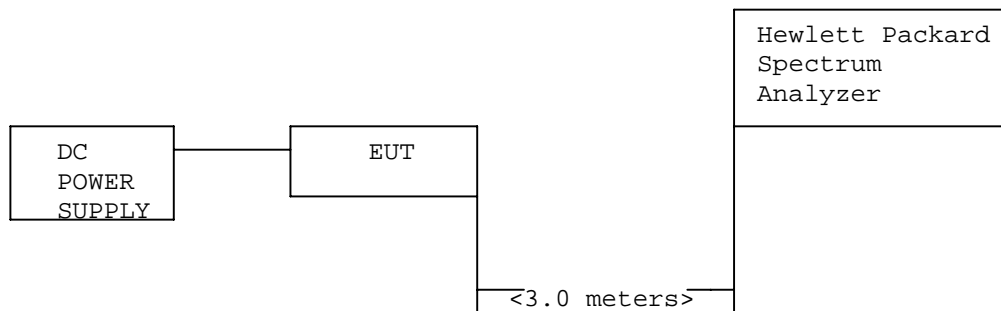 Hewlett Packard
Spectrum
Analyzer
DC
POWER
SUPPLY
EUT
<3.0 meters>